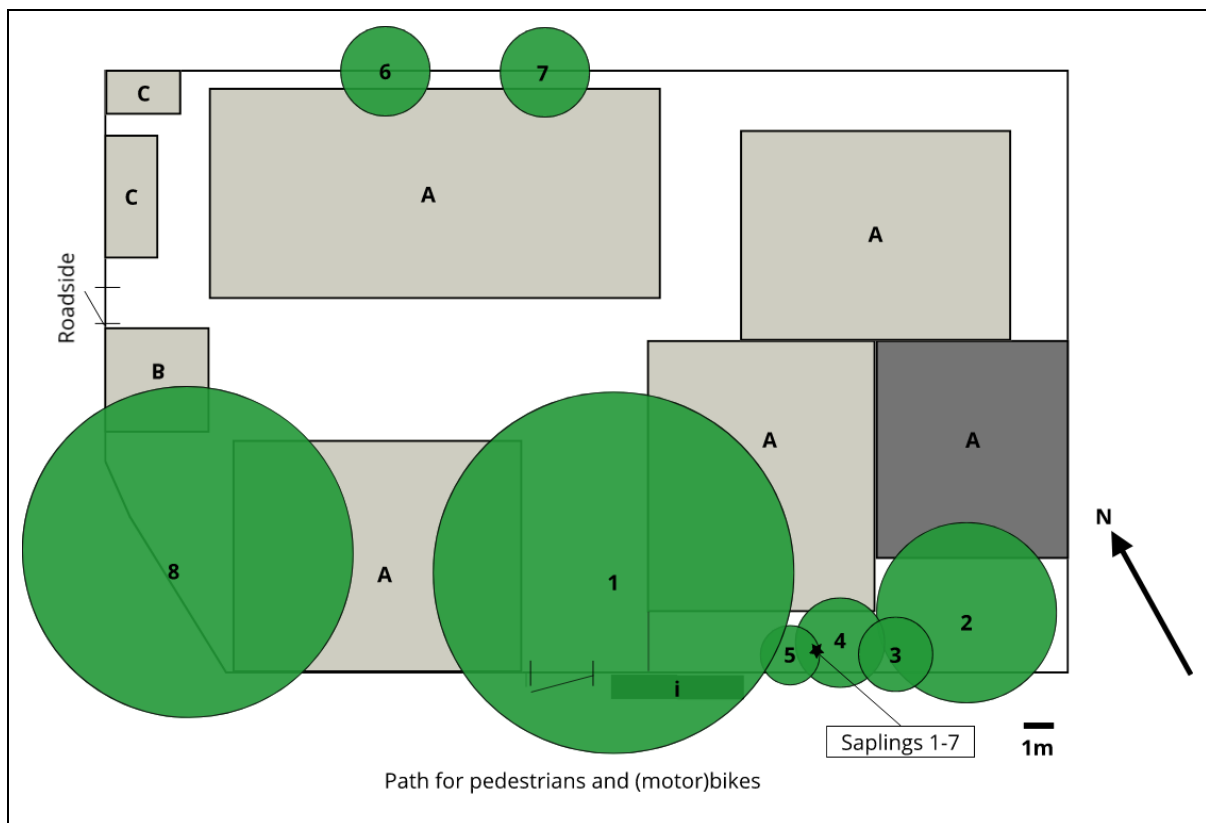 6
7
C
C
A
A
Roadside
B
A
A
8
A
1
N
2
5
4
3
i
Saplings 1-7
1m
Path for pedestrians and (motor)bikes